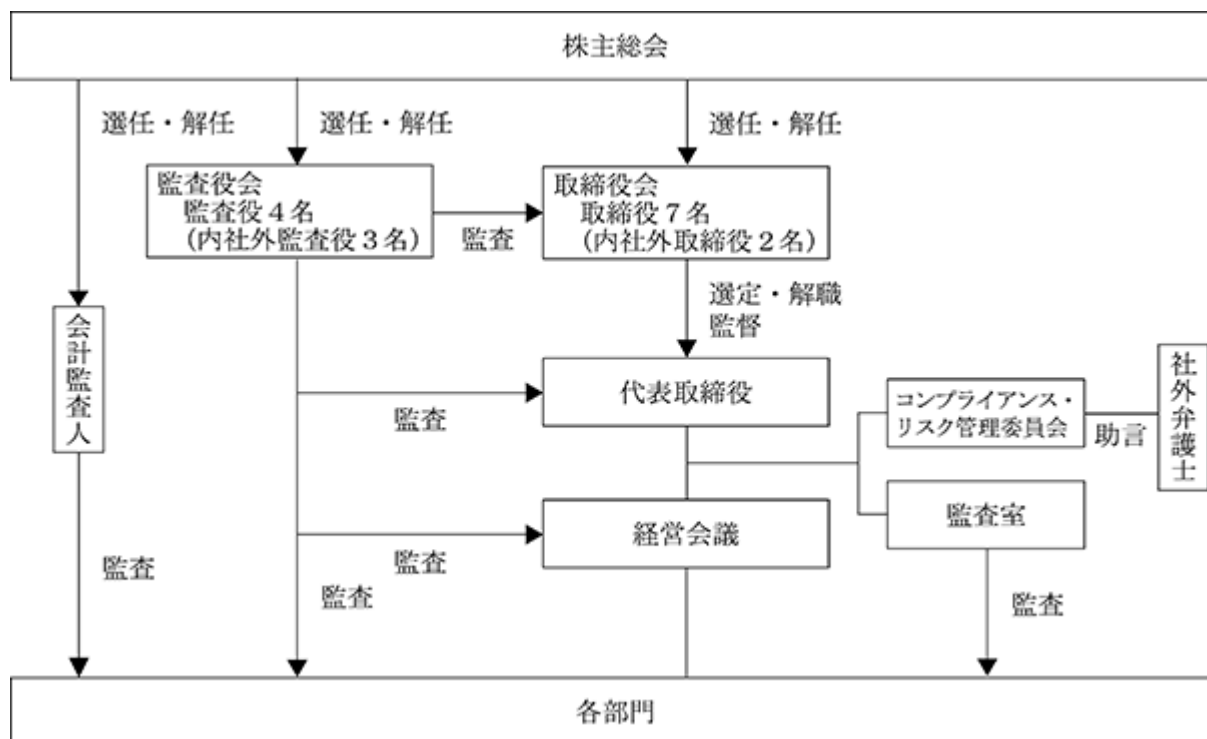 株主総会
選任・解任
選任・解任
選任・解任
監査役会
監査役4名
(内社外監査役3名)
監査
取締役会
取締役7名
(内社外取締役2名)
選定・解職
監督
会計監査人
代表取締役
監査
コンプライアンス・
リスク管理委員会
助言
社外弁護士
経営会議
監査
監査室
監査
監査
監査
各部門